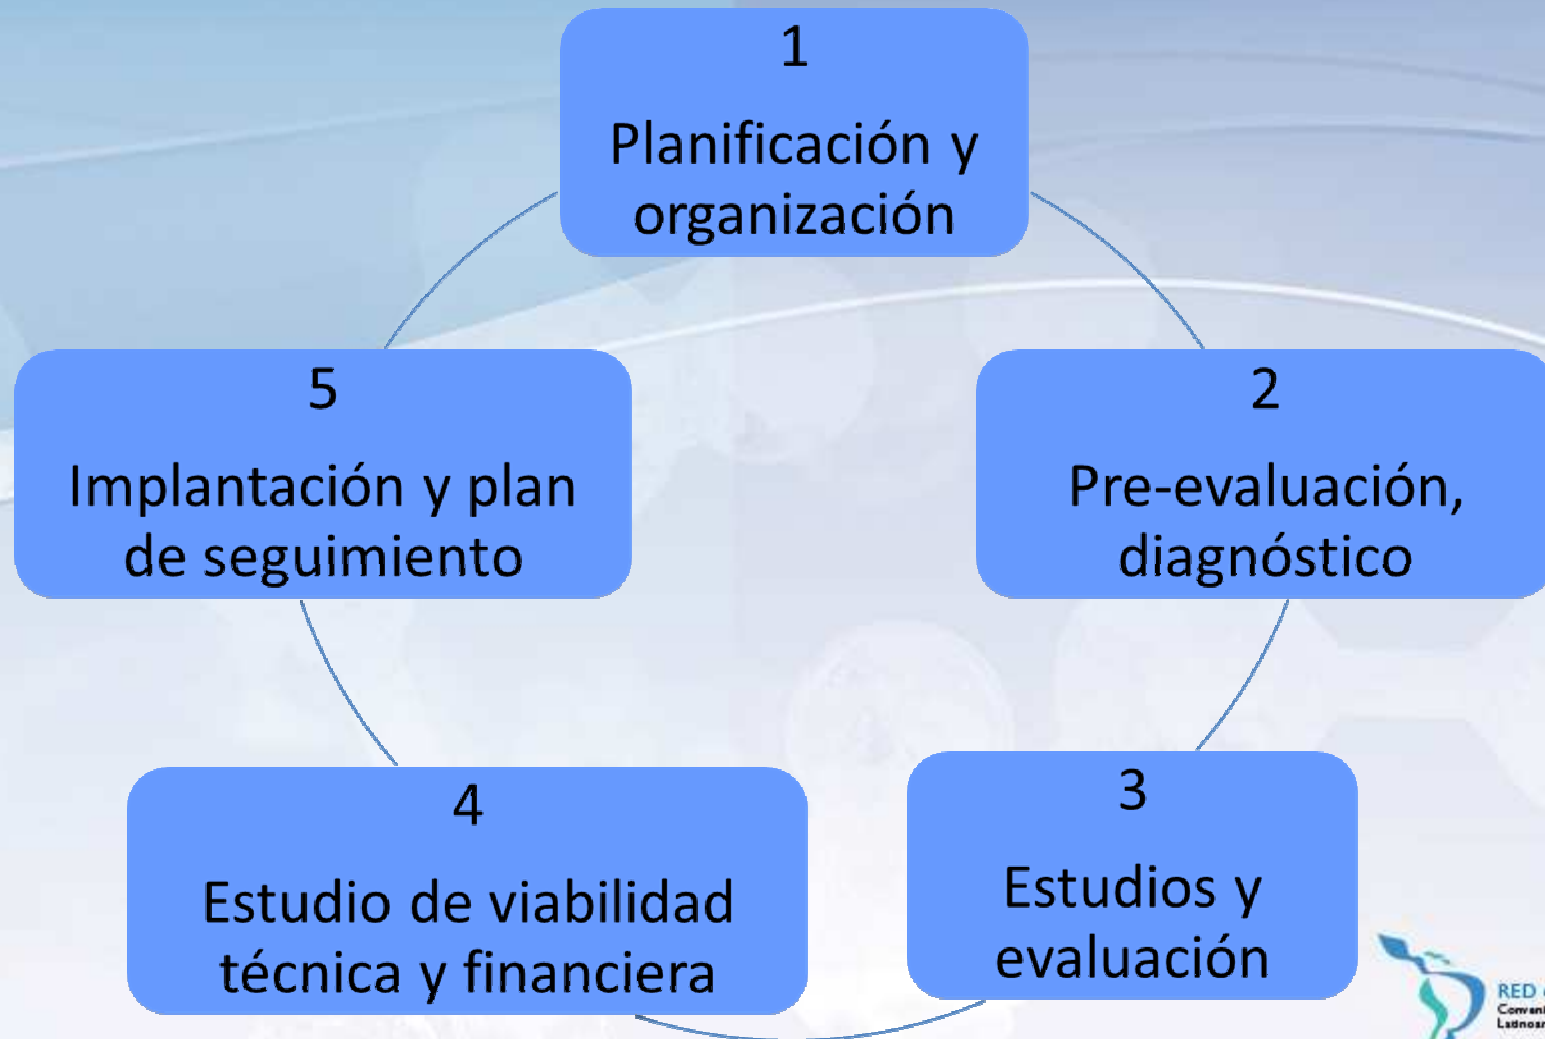 1
Planificación y
organización
2
Pre-evaluación,
diagnóstico
3
Estudios y
evaluación
4
Estudio de viabilidad
técnica y financiera
5
Implantación y plan
de seguimiento
RED